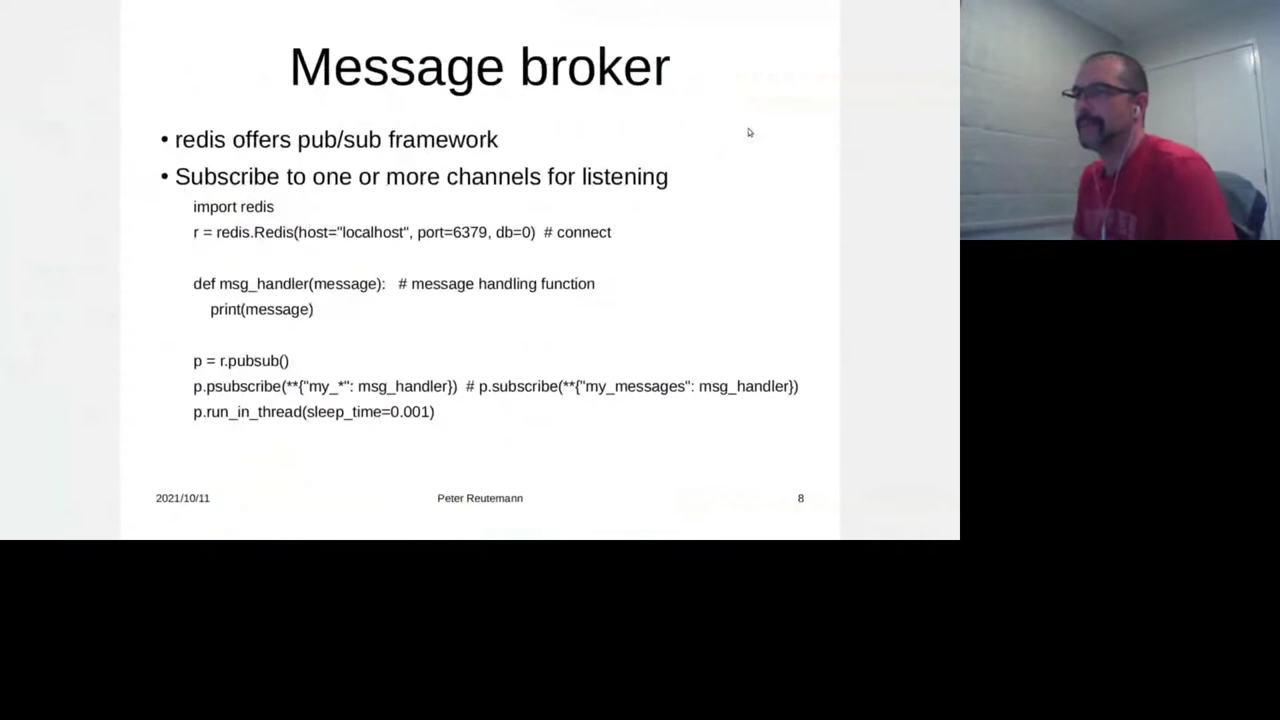 Message broker
• redis offers pub/sub framework
• Subscribe to one or more channels for listening
import redis
r = redis.Redis(host="localhost", port=6379, db=0)  # connect
def msg_handler(message):   # message handling function
    print(message)
p = r.pubsub()
p.psubscribe(**{"my_*": msg_handler})  # p.subscribe(**{"my_messages": msg_handler})
p.run_in_thread(sleep_time=0.001)
2021/10/11 Peter Reutemann 8